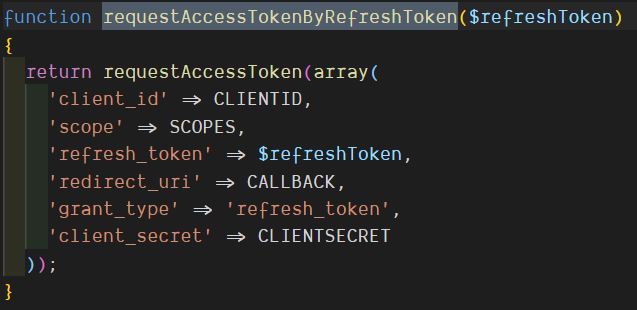 function requestAccessTokenByRefreshToken($refreshToken)
{
  return requestAccessToken(array(
    'client_id' => CLIENTID,
    'scope' => SCOPES,
    'refresh_token' => $refreshToken,
    'redirect_uri' => CALLBACK,
    'grant_type' => 'refresh_token',
    'client_secret' => CLIENTSECRET
  ));
}